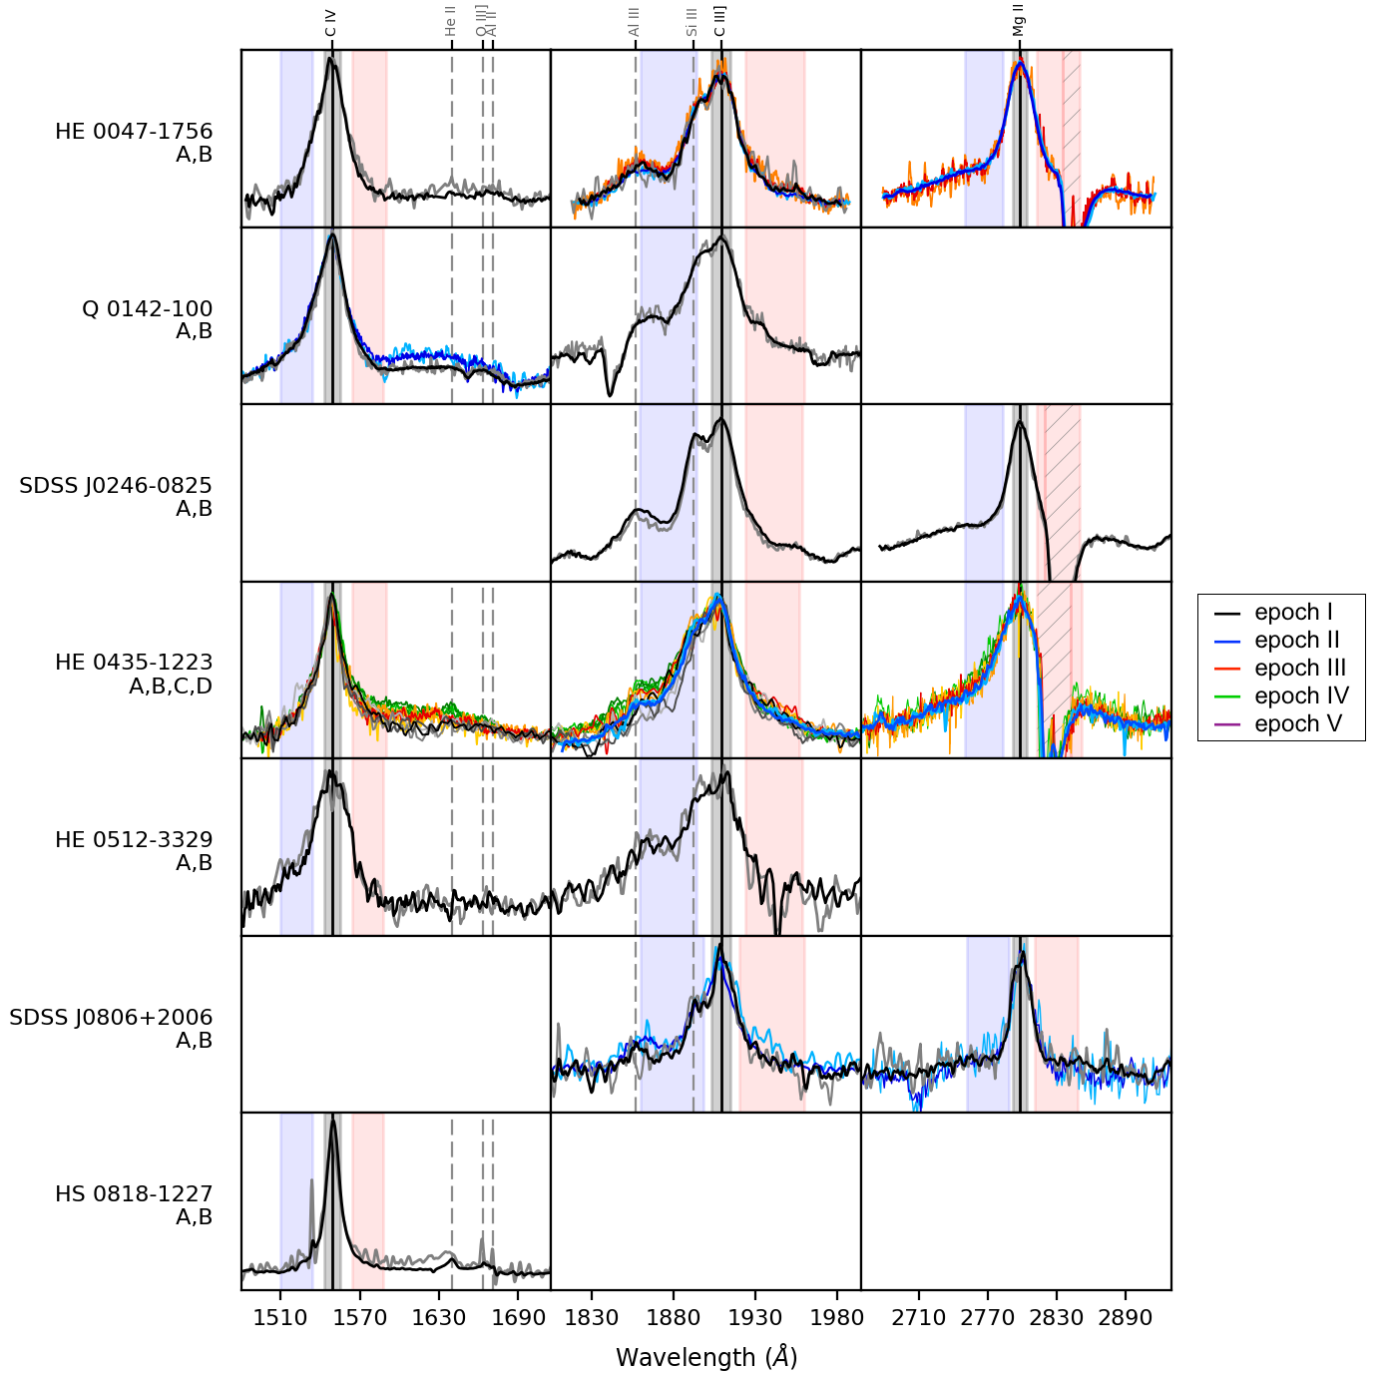 C IV
He II
O III]
Al II
Al III
Si III
C III]
Mg II
HE 0047-1756
A,B
Q 0142-100
A,B
SDSS J0246-0825
A,B
HE 0435-1223
A,B,C,D
HE 0512-3329
A,B
SDSS J0806+2006
A,B
HS 0818-1227
A,B
epoch I
epoch II
epoch III
epoch IV
epoch V
1510 1570 1630 1690 1830 1880 1930 1980 2710 2770 2830 2890
Wavelength (Å)